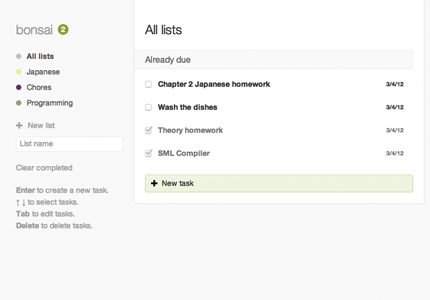 bonsai 2
All lists
Japanese
Chores
Programming
+ New list
List name
Clear completed
Enter to create a new task.
↑ ↓ to select tasks.
Tab to edit tasks.
Delete to delete tasks.
All lists
Already due
Chapter 2 Japanese homework 3/4/12
Wash the dishes 3/4/12
Theory homework 3/4/12
SML Compiler 3/4/12
+ New task